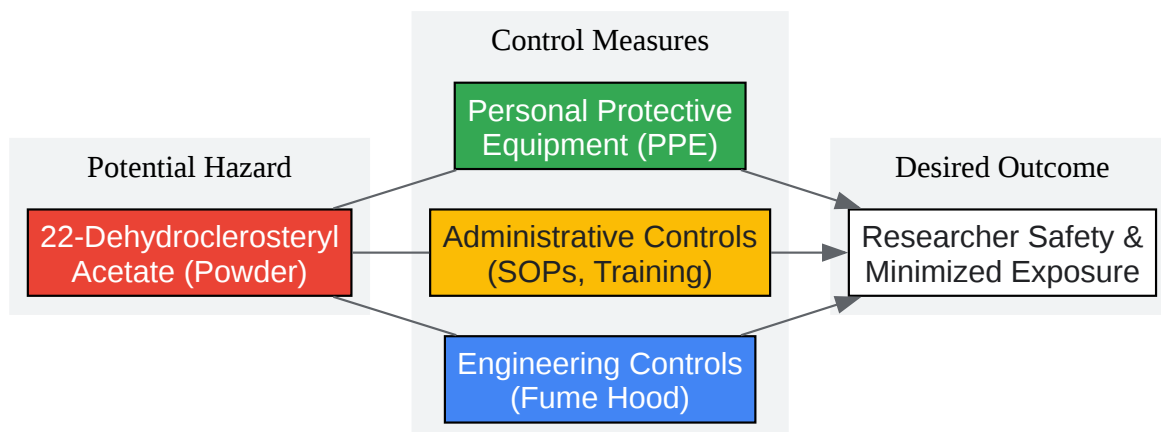 Control Measures
Personal Protective
Equipment (PPE)
Potential Hazard
22-Dehydroclerosteryl
Acetate (Powder)
Administrative Controls
(SOPs, Training)
Engineering Controls
(Fume Hood)
Desired Outcome
Researcher Safety &
Minimized Exposure